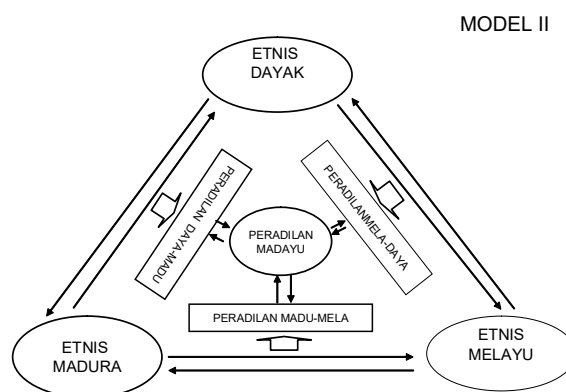 MODEL II
ETNIS
DAYAK
PERADILAN DAYA-MADU
PERADILANMELA-DAYA
PERADILAN
MADAYU
PERADILAN MADU-MELA
ETNIS
MADURA
ETNIS
MELAYU